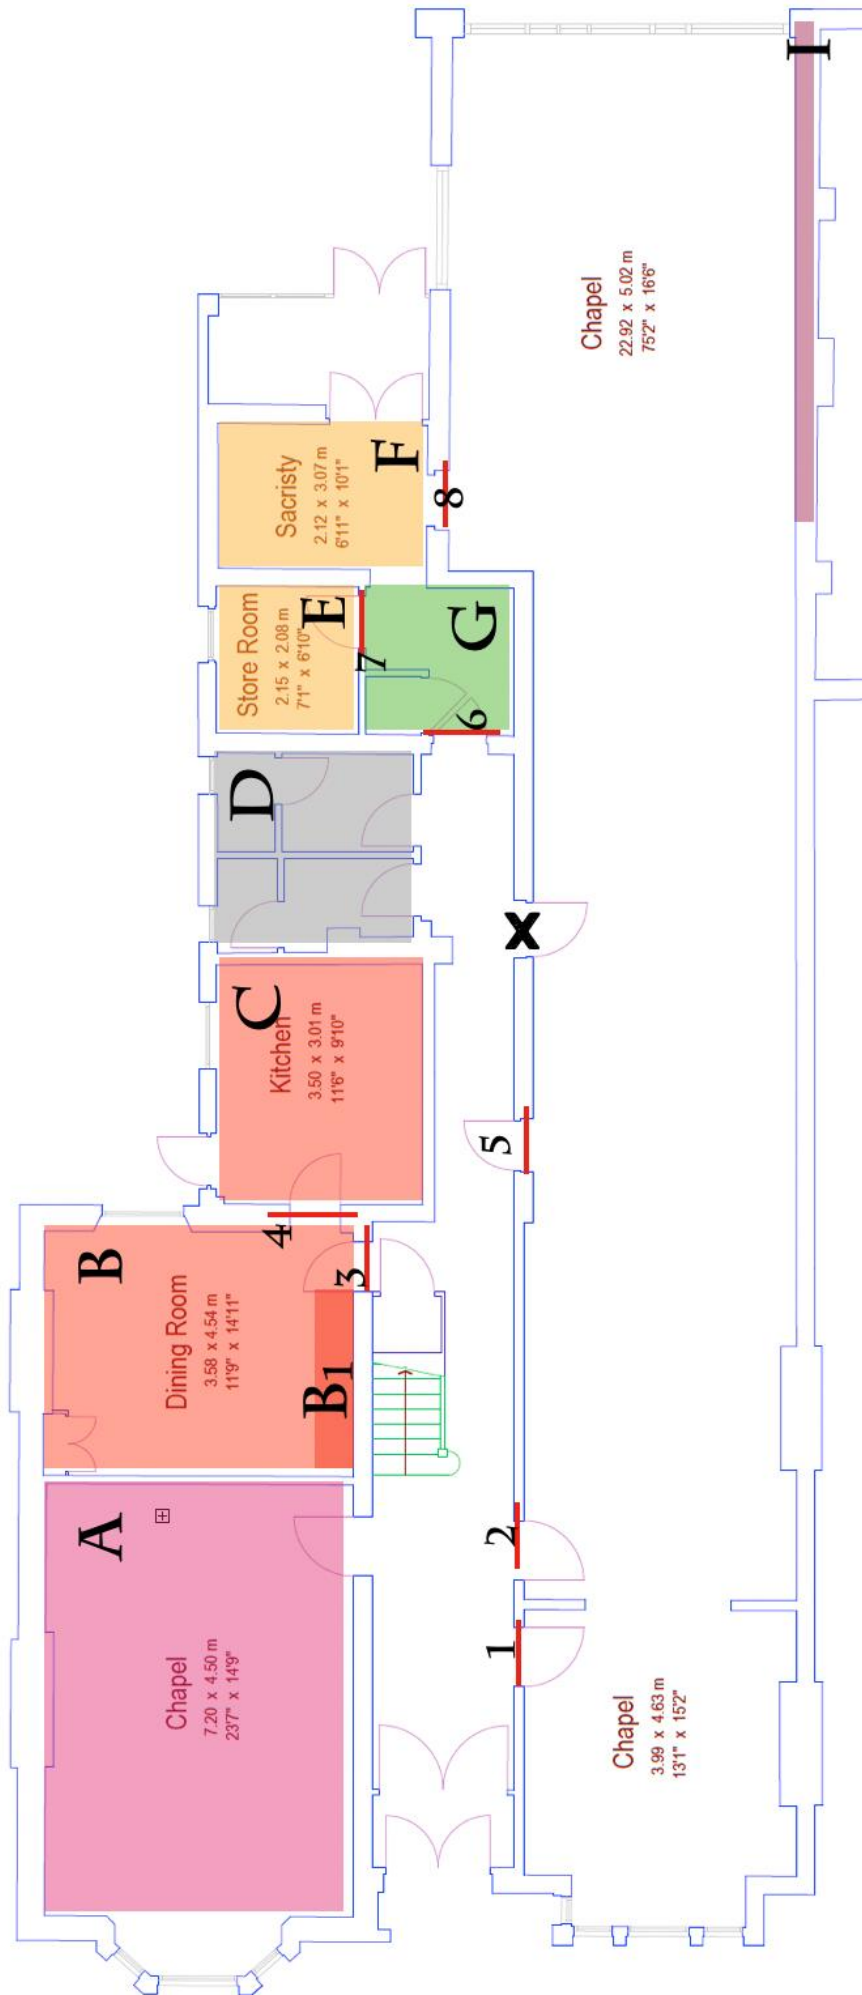 A
Chapel
7.20 x 4.50 m
23'7" x 14'9"
B
Dining Room
3.58 x 4.54 m
11'9" x 14'11"
B1
3
4
C
Kitchen
3.50 x 3.01 m
11'6" x 9'10"
D
Store Room
2.15 x 2.08 m
7'1" x 6'10"
E
7
Sacristy
2.12 x 3.07 m
6'11" x 10'1"
F
8
G
6
X
5
2
1
Chapel
3.99 x 4.63 m
13'1" x 15'2"
Chapel
22.92 x 5.02 m
75'2" x 16'6"
I